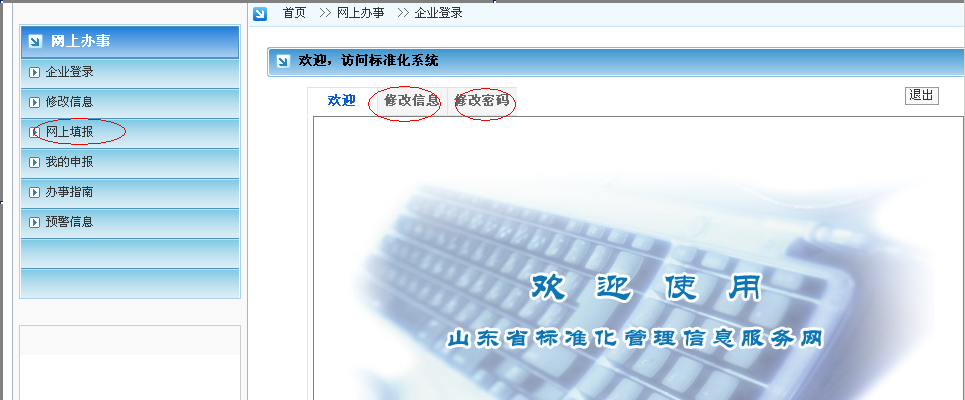 首页 >> 网上办事 >> 企业登录
网上办事
企业登录
修改信息
网上填报
我的申报
办事指南
预警信息
欢迎，访问标准化系统
欢迎 修改信息 修改密码 退出
欢迎使用
山东省标准化管理信息服务网